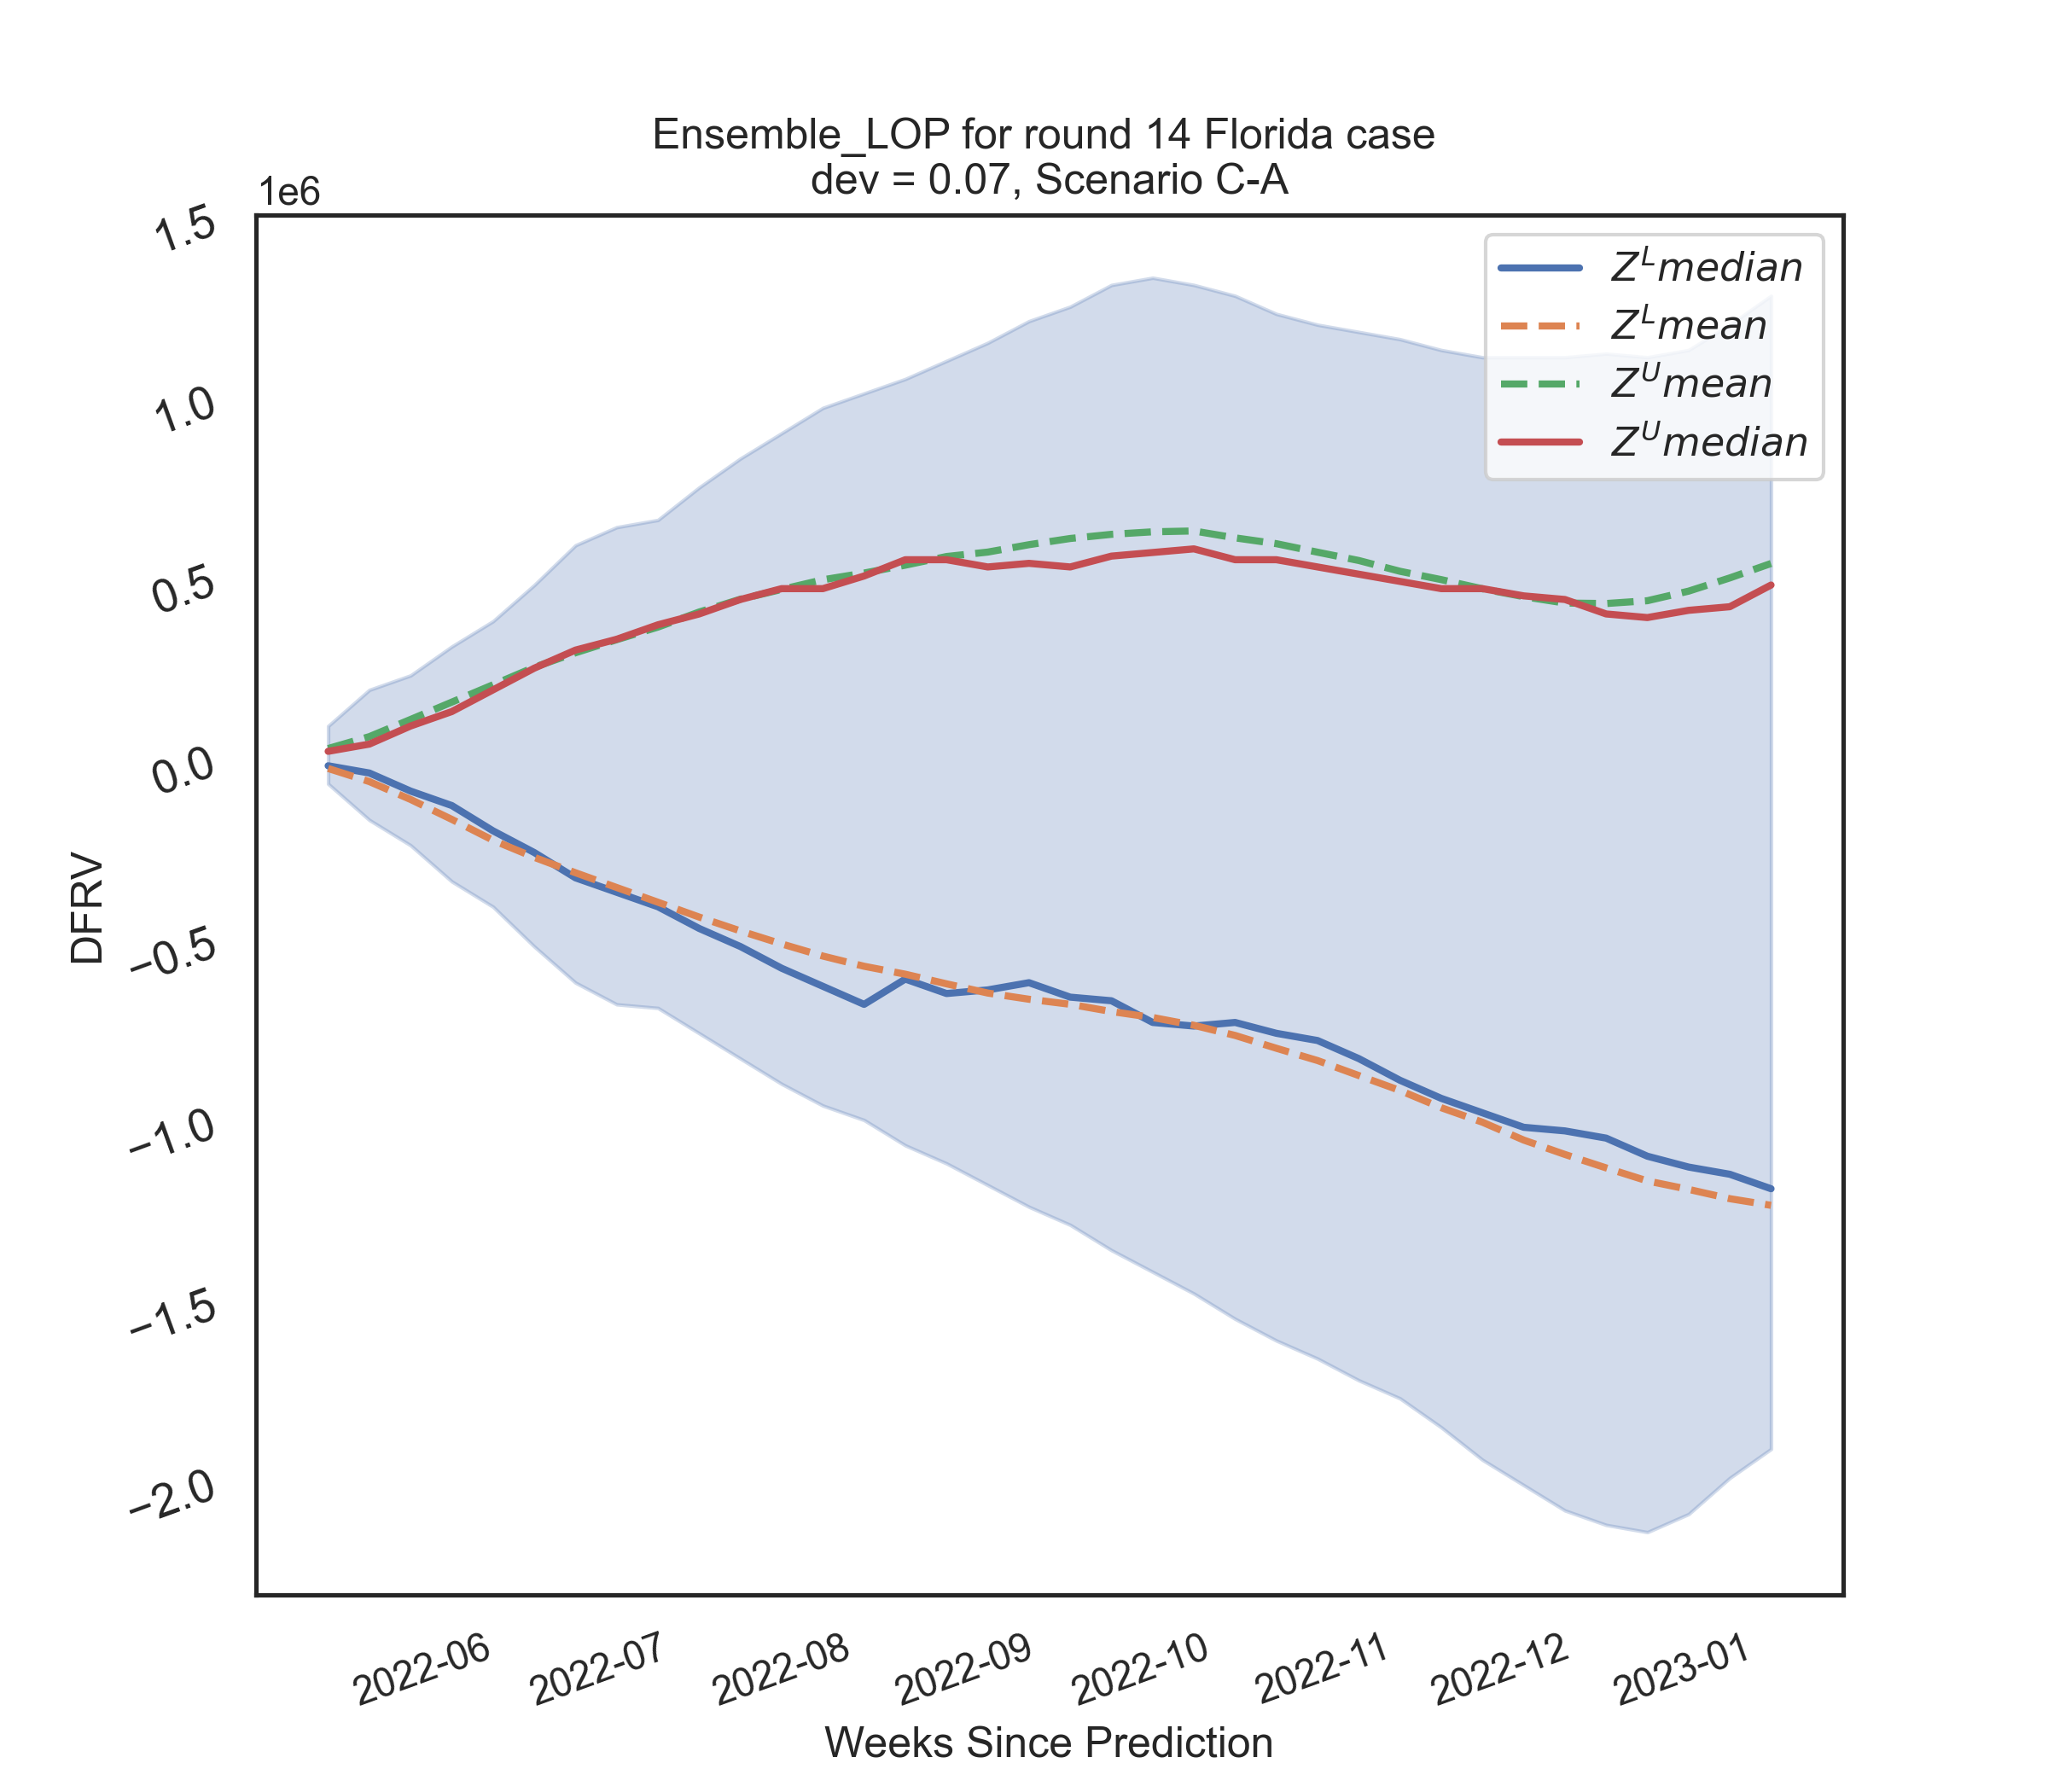 Ensemble_LOP for round 14 Florida case
dev = 0.07, Scenario C-A
1e6
1.5
1.0
0.5
0.0
−0.5
−1.0
−1.5
−2.0
DFRV
Z^L median
Z^L mean
Z^U mean
Z^U median
2022-06
2022-07
2022-08
2022-09
2022-10
2022-11
2022-12
2023-01
Weeks Since Prediction